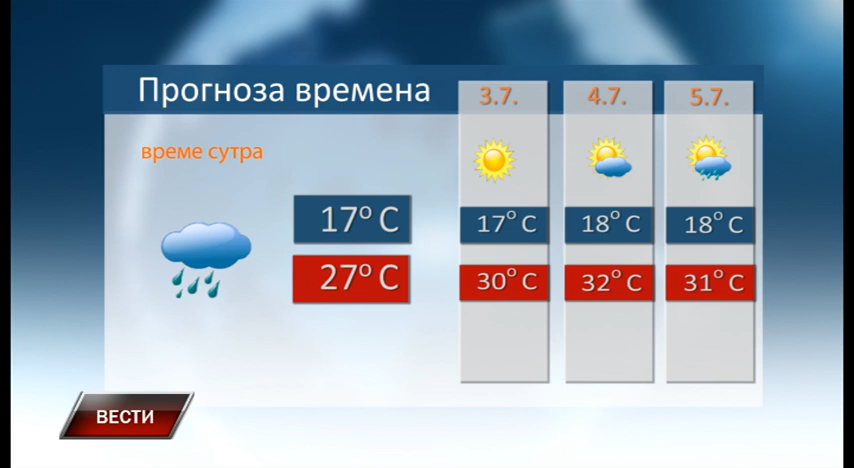 Прогноза времена
време сутра
17° C
27° C
3.7.
17° C
30° C
4.7.
18° C
32° C
5.7.
18° C
31° C
ВЕСТИ